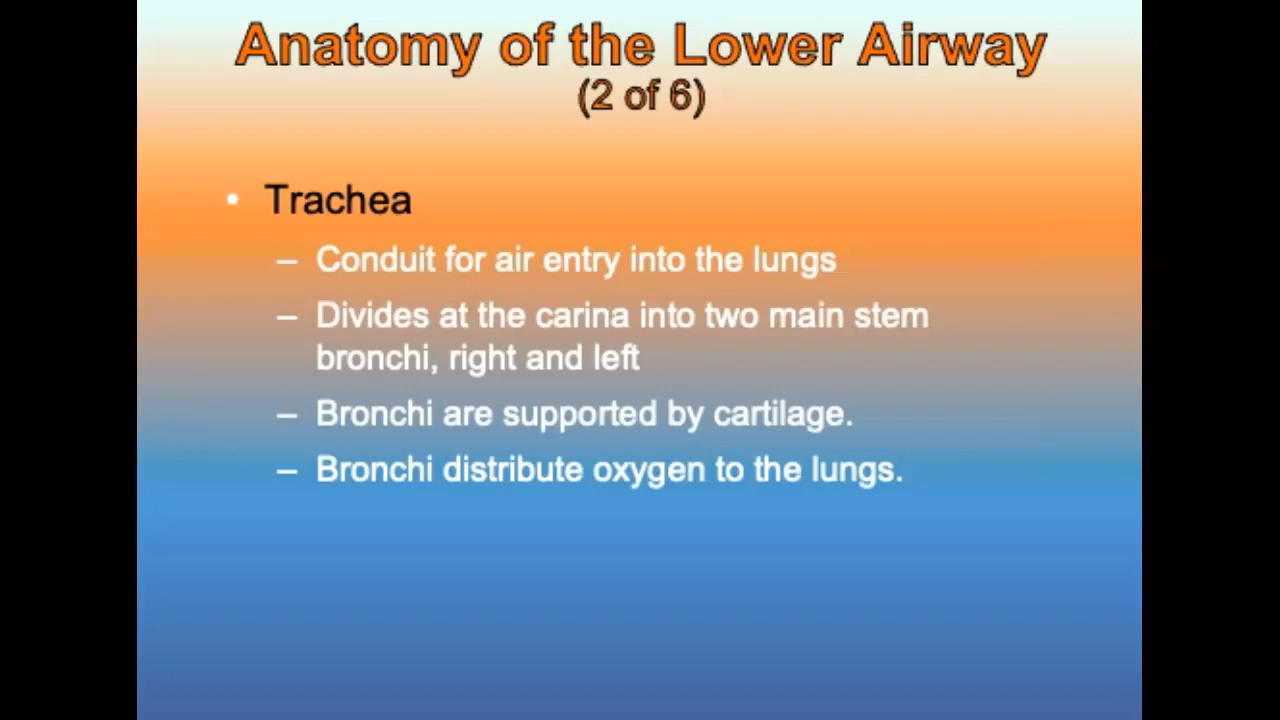 Anatomy of the Lower Airway
(2 of 6)
• Trachea
– Conduit for air entry into the lungs
– Divides at the carina into two main stem
bronchi, right and left
– Bronchi are supported by cartilage.
– Bronchi distribute oxygen to the lungs.